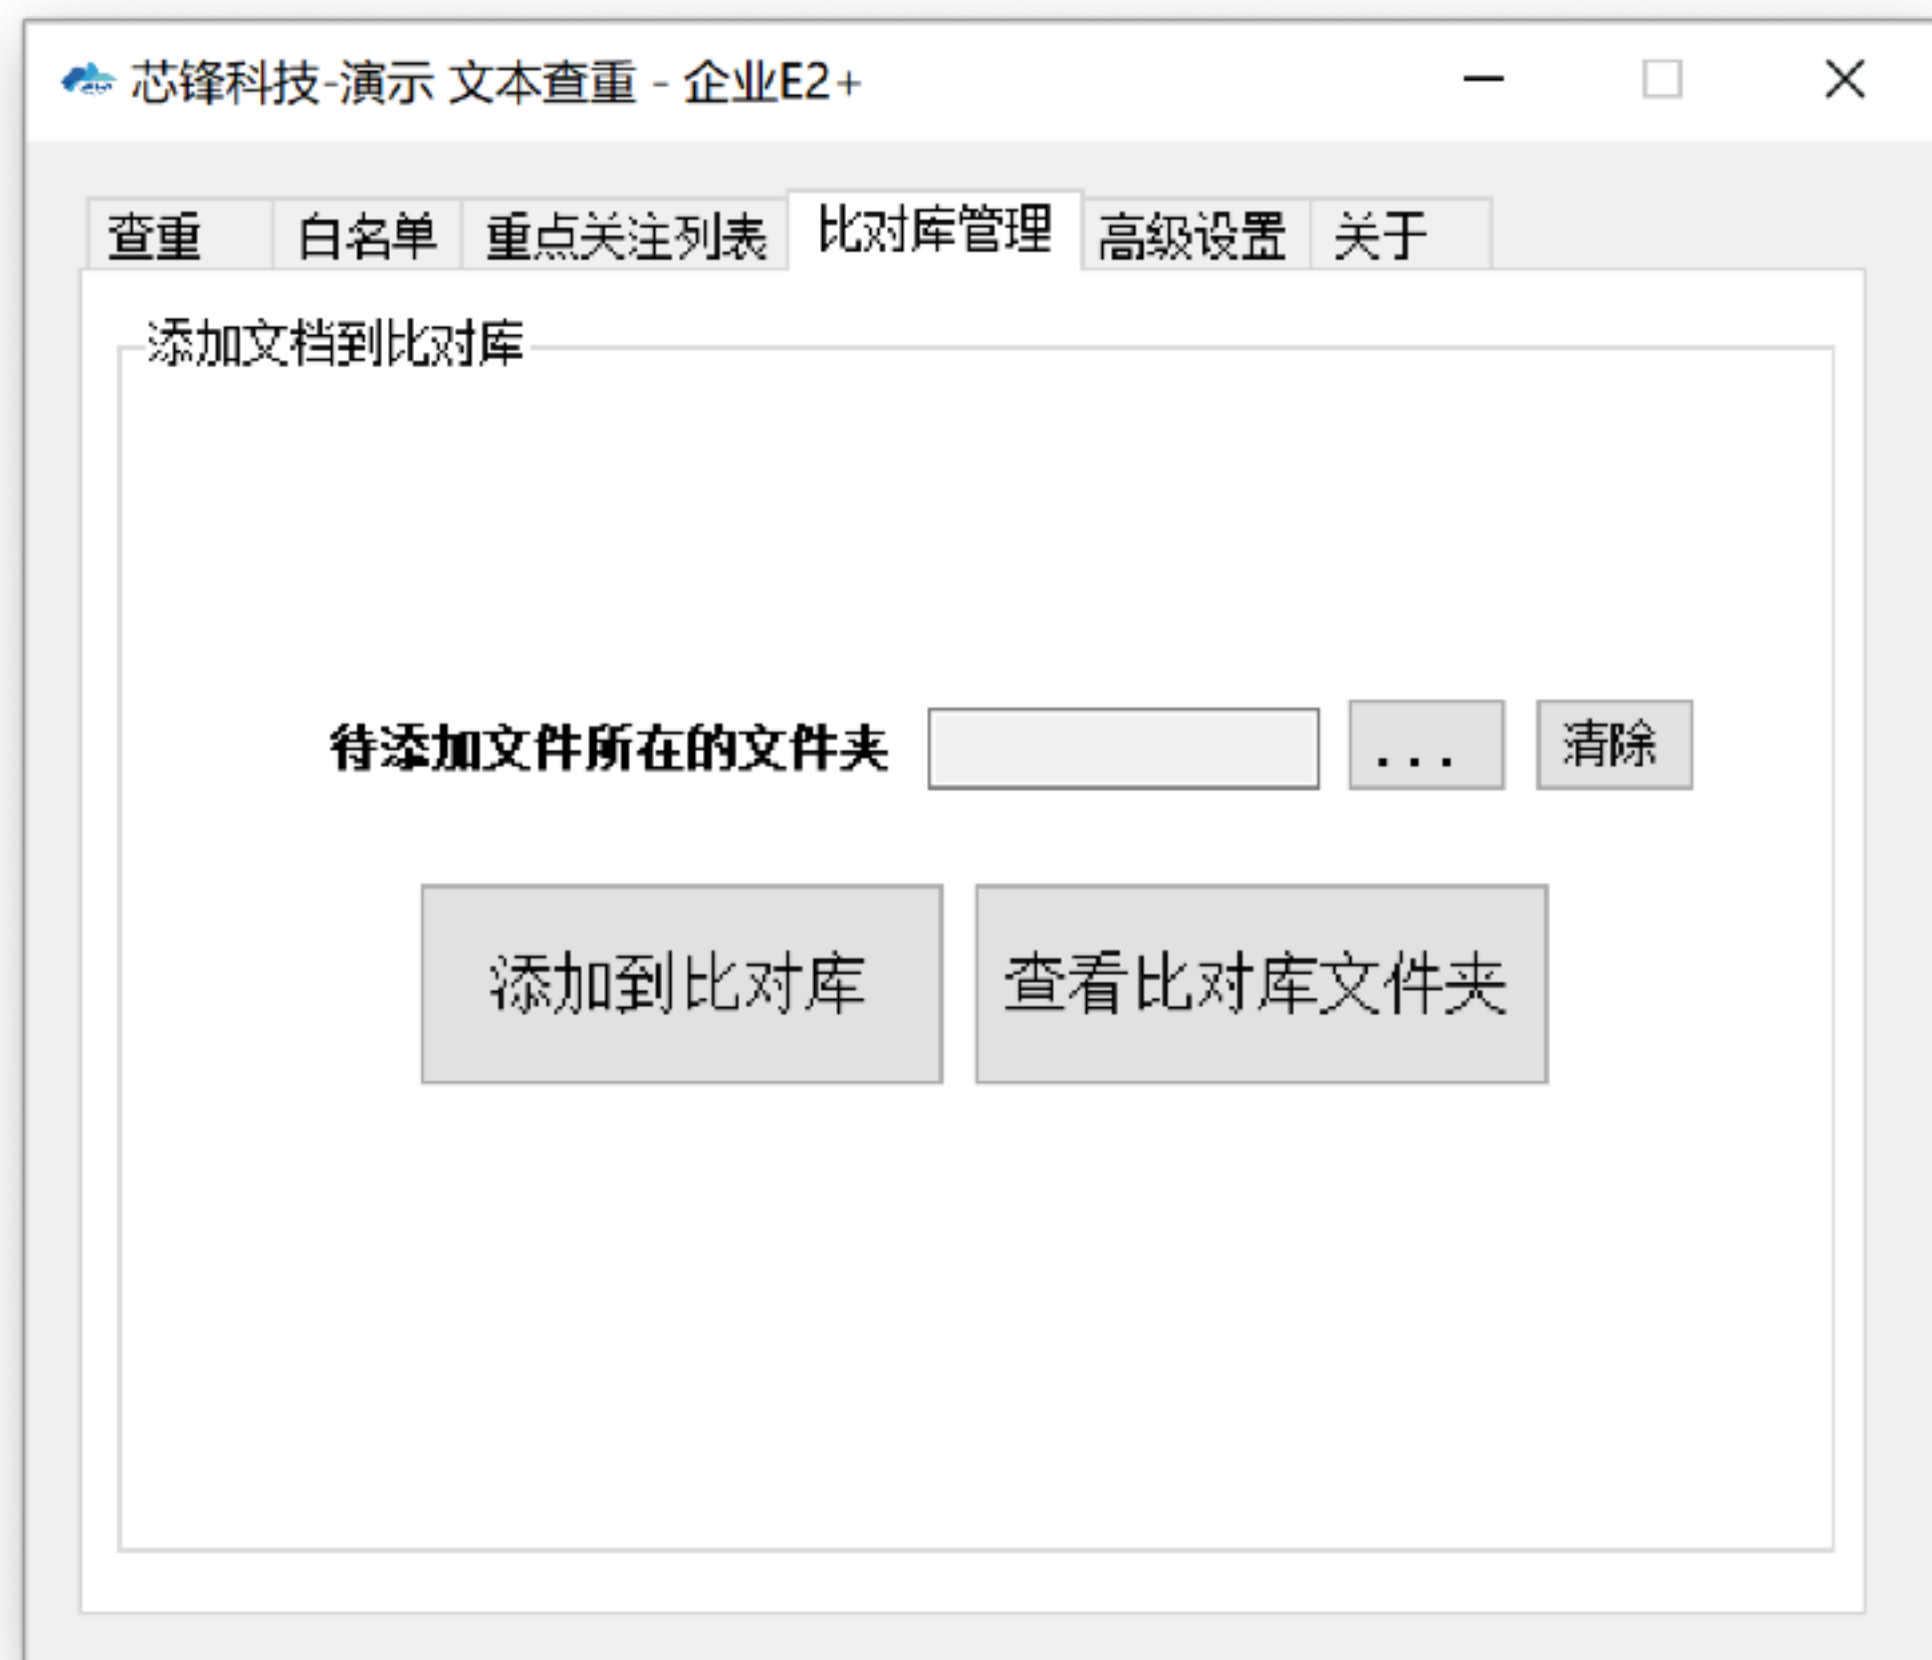 芯锋科技-演示 文本查重 - 企业E2+
查重 白名单 重点关注列表 比对库管理 高级设置 关于
添加文档到比对库
待添加文件所在的文件夹 ... 清除
添加到比对库 查看比对库文件夹